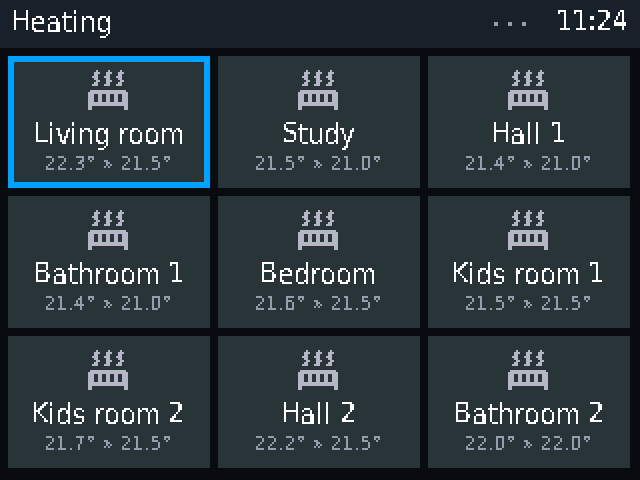 Heating ... 11:24
Living room Study Hall 1
22.3° » 21.5° 21.5° » 21.0° 21.4° » 21.0°
Bathroom 1 Bedroom Kids room 1
21.4° » 21.0° 21.6° » 21.5° 21.5° » 21.5°
Kids room 2 Hall 2 Bathroom 2
21.7° » 21.5° 22.2° » 21.5° 22.0° » 22.0°